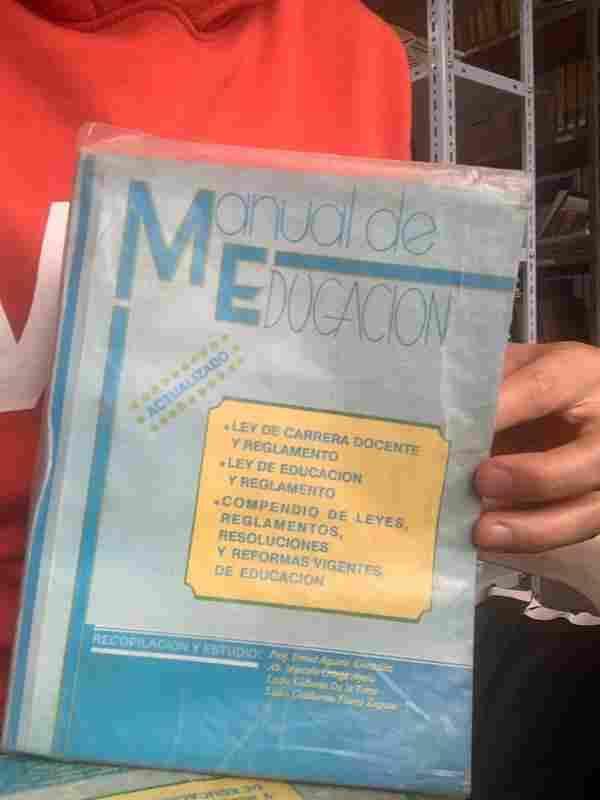 Manual de
EDUCACION
ACTUALIZADO
•LEY DE CARRERA DOCENTE
Y REGLAMENTO
•LEY DE EDUCACION
Y REGLAMENTO
•COMPENDIO DE LEYES,
REGLAMENTOS,
RESOLUCIONES
Y REFORMAS VIGENTES
DE EDUCACION
RECOPILACION Y ESTUDIO: